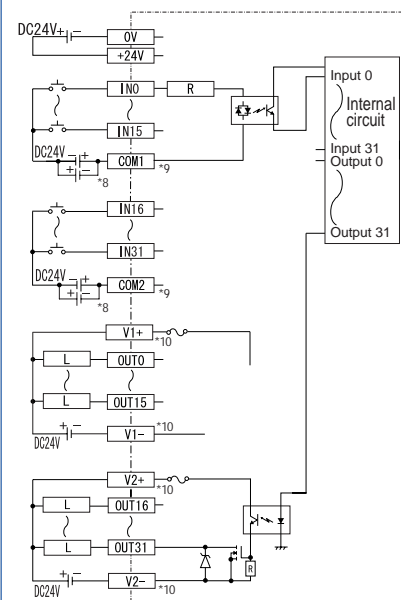 DC24V + −
0V
+24V
IN0
R
IN15
DC24V − +
+ −
*8
COM1
*9
IN16
IN31
DC24V − +
+ −
*8
COM2
*9
V1+
*10
L
OUT0
L
OUT15
+ −
DC24V
V1-
*10
V2+
*10
L
OUT16
L
OUT31
R
+ −
DC24V
V2-
*10
Input 0
Internal
circuit
Input 31
Output 0
Output 31